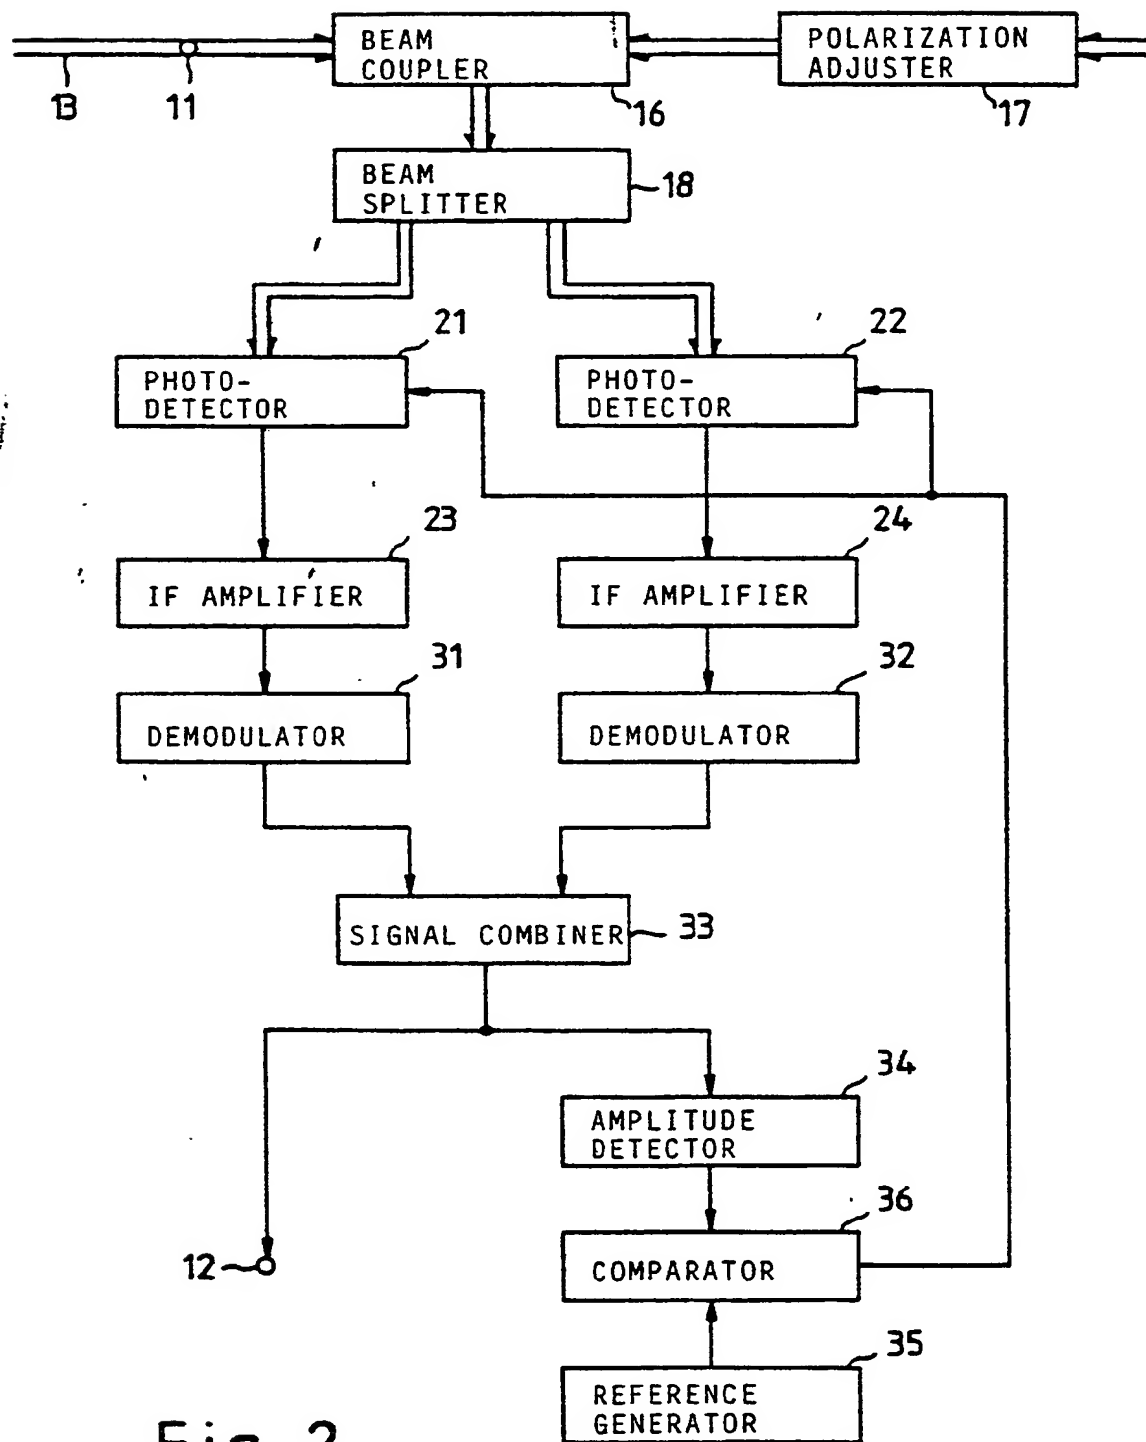 BEAM
COUPLER
POLARIZATION
ADJUSTER
13
11
16
17
BEAM
SPLITTER
18
21
22
PHOTO-
DETECTOR
PHOTO-
DETECTOR
23
24
IF AMPLIFIER
IF AMPLIFIER
31
32
DEMODULATOR
DEMODULATOR
SIGNAL COMBINER
33
34
AMPLITUDE
DETECTOR
36
12
COMPARATOR
35
REFERENCE
GENERATOR
Fig. 2